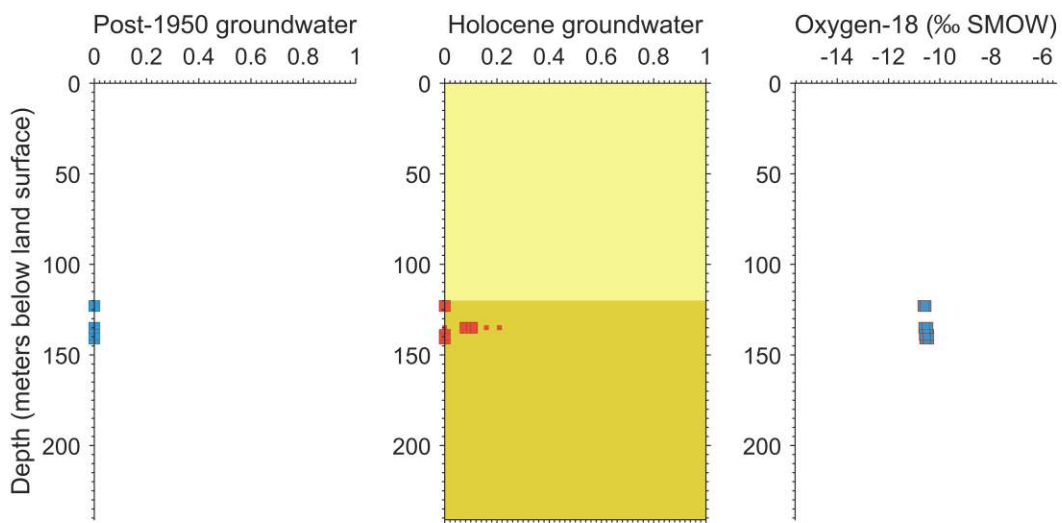 Post-1950 groundwater
0 0.2 0.4 0.6 0.8 1
Holocene groundwater
0 0.2 0.4 0.6 0.8 1
Oxygen-18 (‰ SMOW)
-14 -12 -10 -8 -6
Depth (meters below land surface)
0
50
100
150
200
0
50
100
150
200
0
50
100
150
200